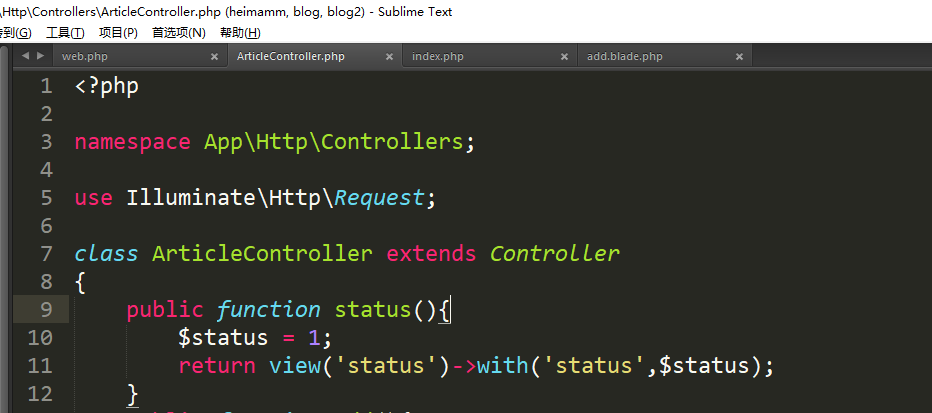 \Http\Controllers\ArticleController.php (heimamm, blog, blog2) - Sublime Text
转到(G) 工具(T) 项目(P) 首选项(N) 帮助(H)
web.php × ArticleController.php × index.php × add.blade.php ×
1 <?php
2
3 namespace App\Http\Controllers;
4
5 use Illuminate\Http\Request;
6
7 class ArticleController extends Controller
8 {
9 public function status(){
10 $status = 1;
11 return view('status')->with('status',$status);
12 }